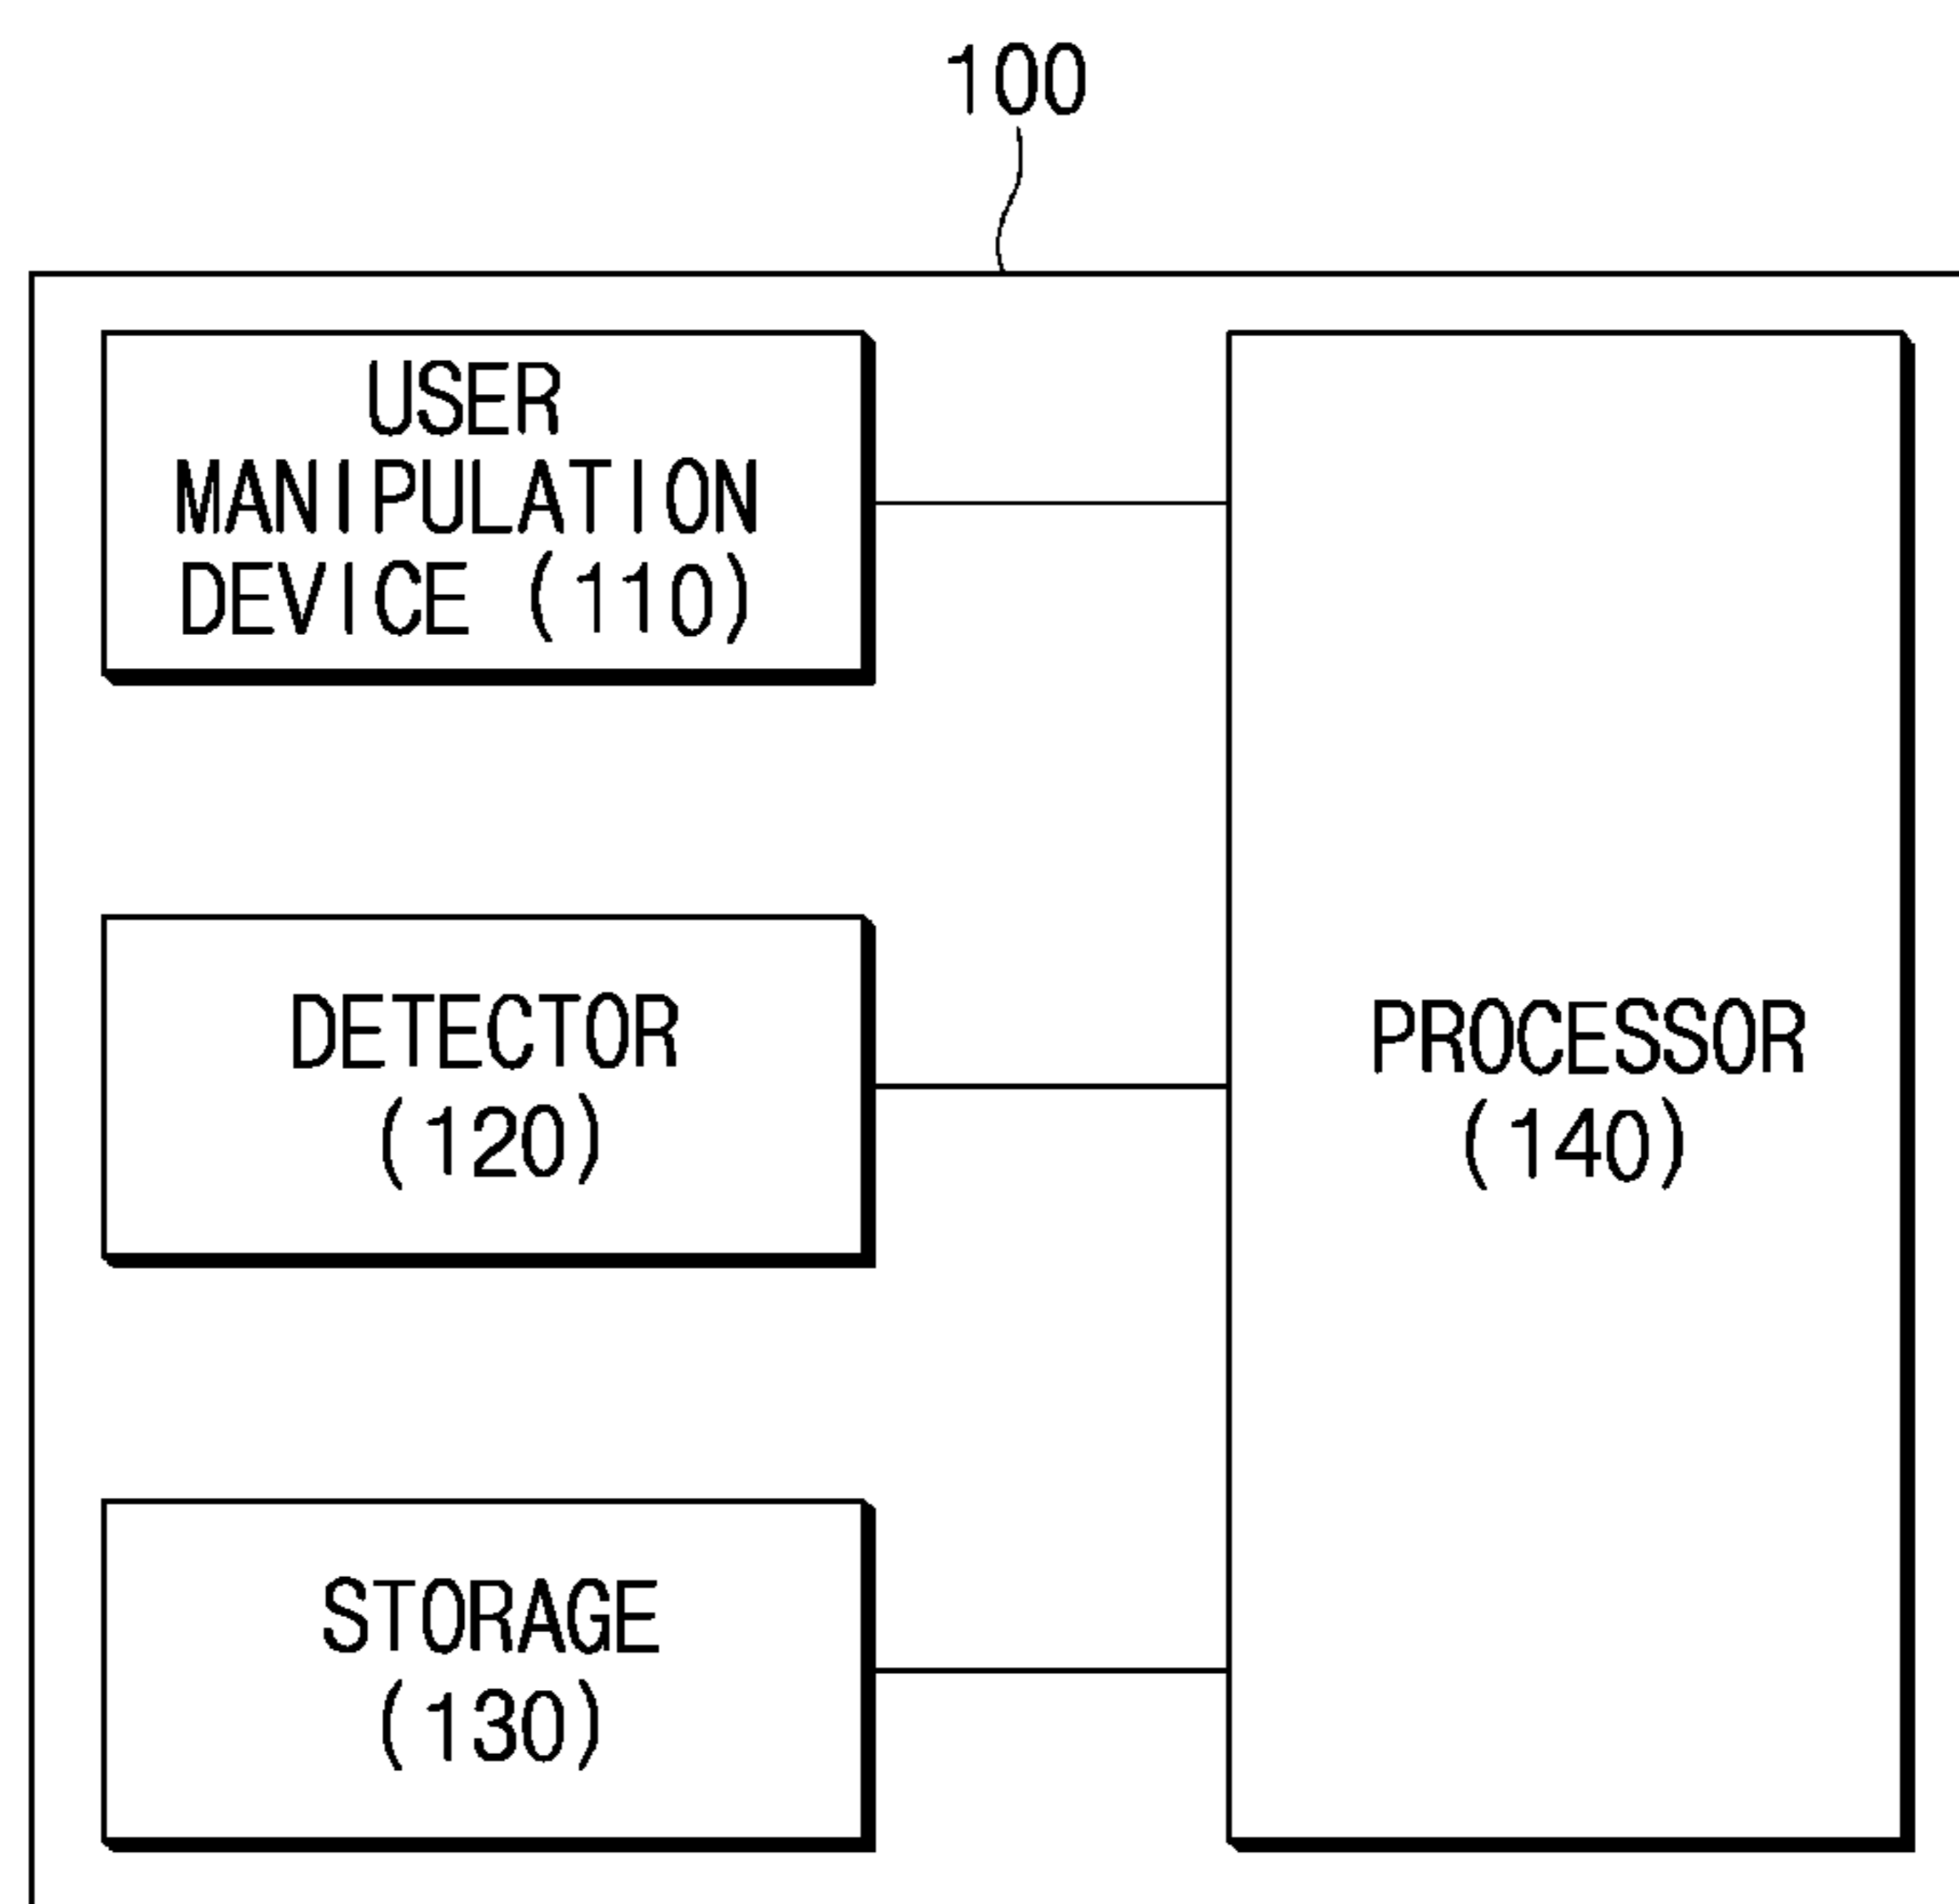 100
USER
MANIPULATION
DEVICE (110)
DETECTOR
(120)
STORAGE
(130)
PROCESSOR
(140)